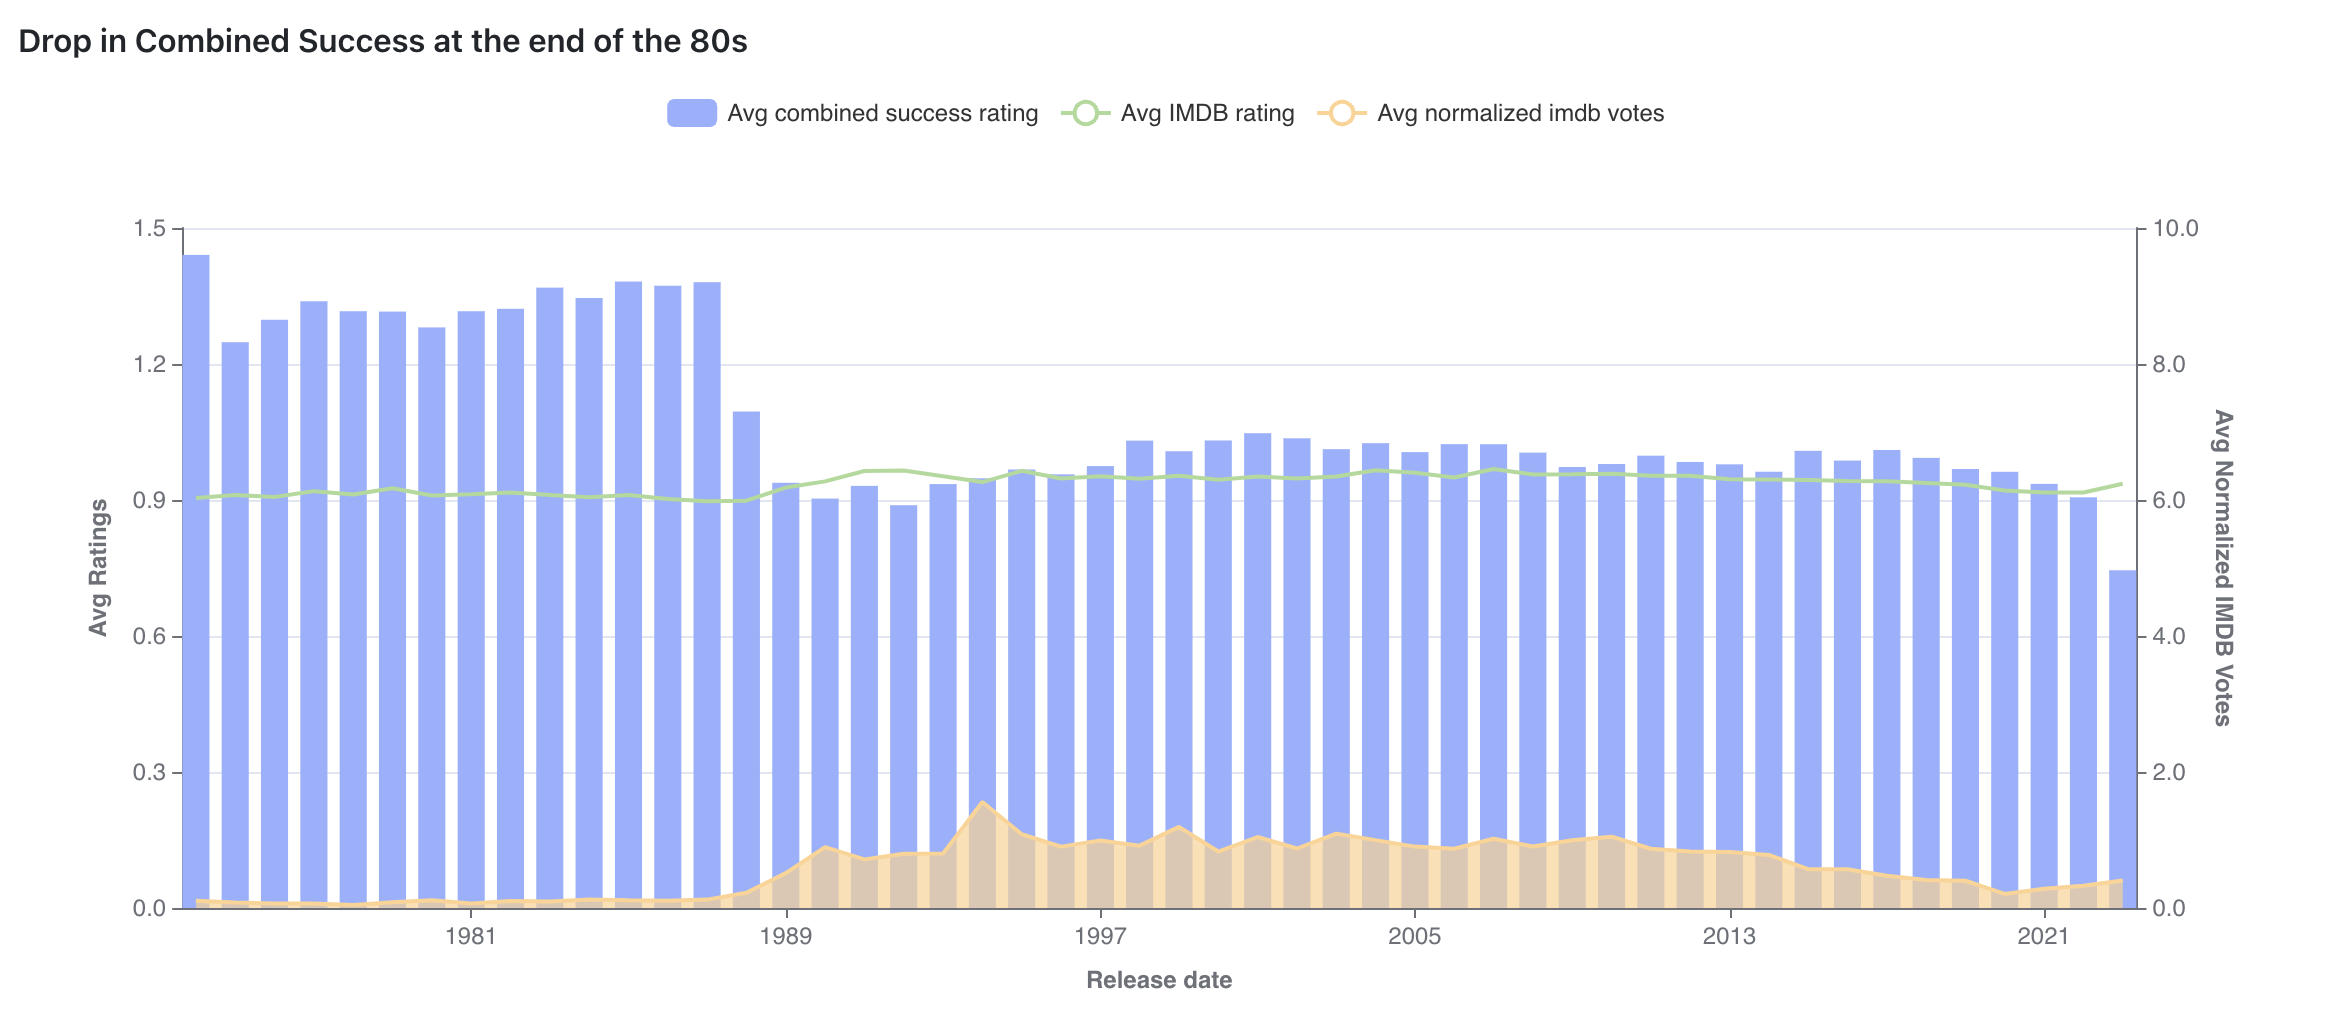 Drop in Combined Success at the end of the 80s
Avg combined success rating
Avg IMDB rating
Avg normalized imdb votes
1.5
1.2
0.9
0.6
0.3
0.0
Avg Ratings
10.0
8.0
6.0
4.0
2.0
0.0
Avg Normalized IMDB Votes
1981
1989
1997
2005
2013
2021
Release date